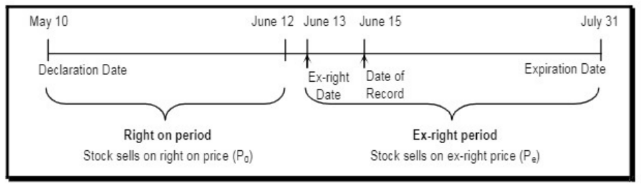 May 10 June 12 June 13 June 15 July 31
Declaration Date Ex-right Date Date of Record Expiration Date
Right on period Ex-right period
Stock sells on right on price (P₀) Stock sells on ex-right price (Pₑ)